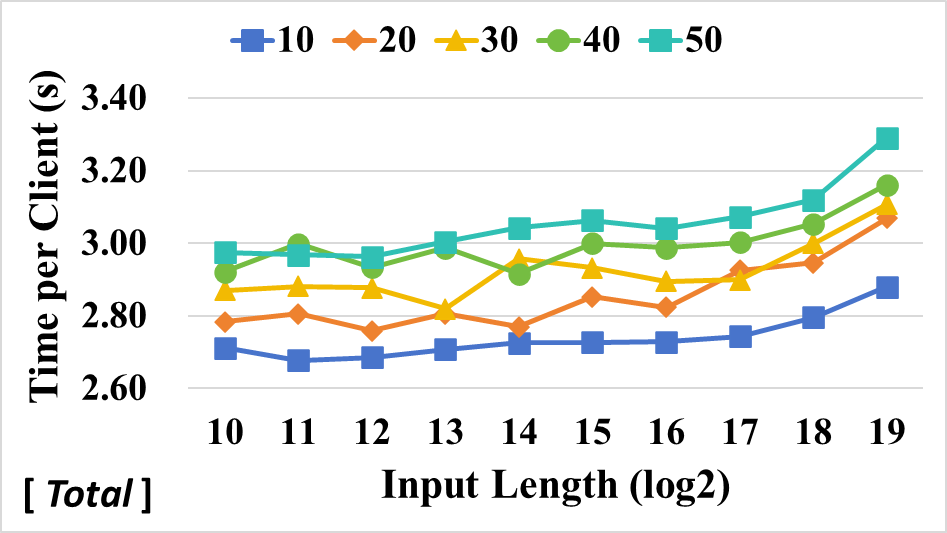 10 20 30 40 50
Time per Client (s)
3.40
3.20
3.00
2.80
2.60
10 11 12 13 14 15 16 17 18 19
Input Length (log2)
[ Total ]